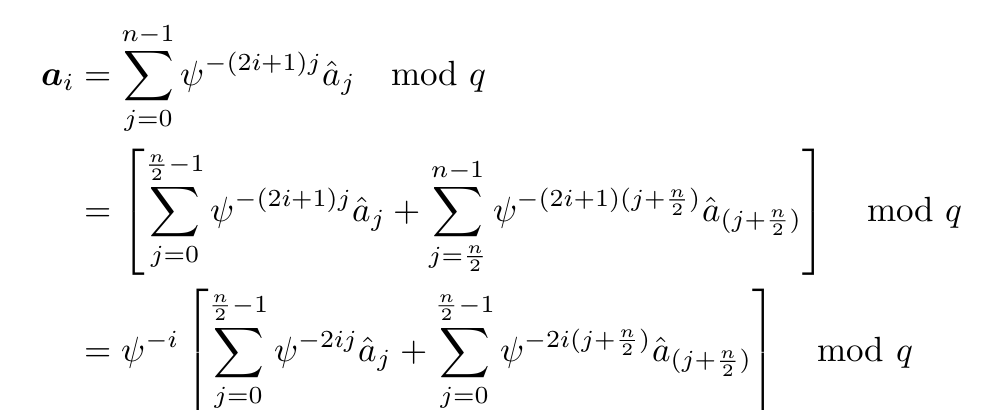 $\boldsymbol{a}_i = \sum_{j=0}^{n-1} \psi^{-(2i+1)j} \hat{a}_j \mod q$
$= \left[ \sum_{j=0}^{\frac{n}{2}-1} \psi^{-(2i+1)j} \hat{a}_j + \sum_{j=\frac{n}{2}}^{n-1} \psi^{-(2i+1)(j+\frac{n}{2})} \hat{a}_{(j+\frac{n}{2})} \right] \mod q$
$= \psi^{-i} \left[ \sum_{j=0}^{\frac{n}{2}-1} \psi^{-2ij} \hat{a}_j + \sum_{j=0}^{\frac{n}{2}-1} \psi^{-2i(j+\frac{n}{2})} \hat{a}_{(j+\frac{n}{2})} \right] \mod q$